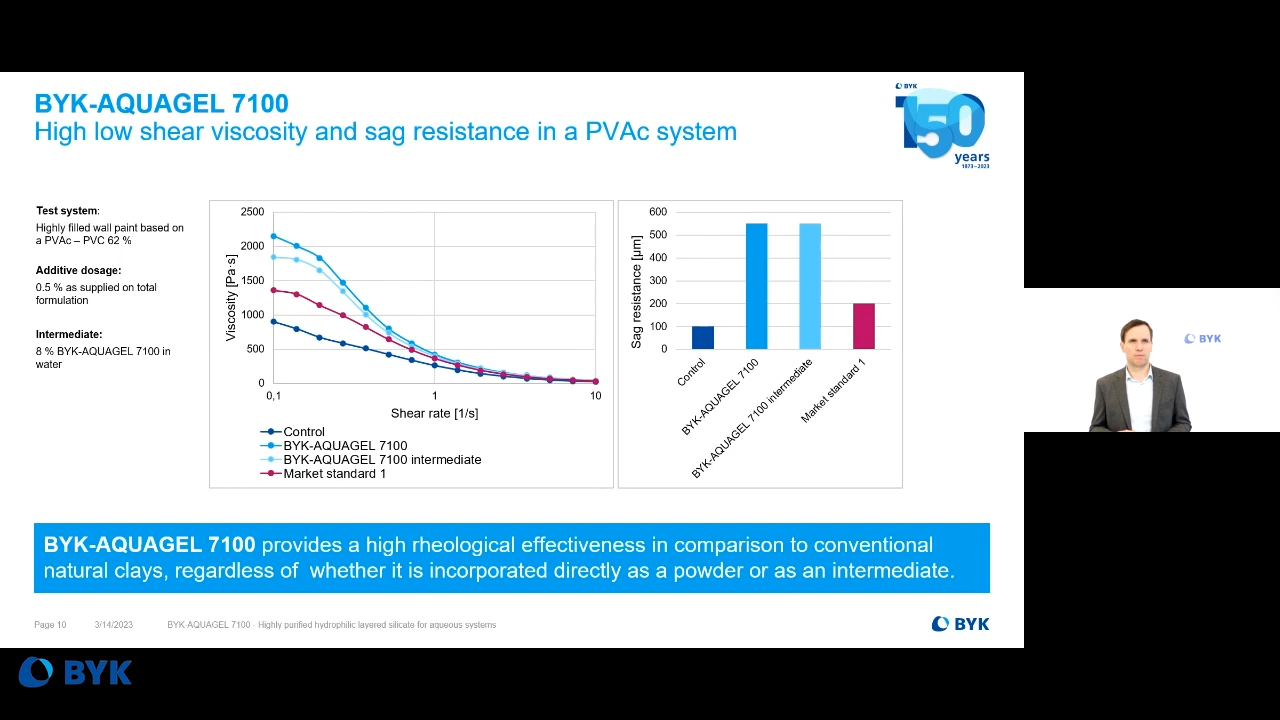 BYK-AQUAGEL 7100
High low shear viscosity and sag resistance in a PVAc system
BYK
150
years
1873–2023
Test system:
Highly filled wall paint based on
a PVAc – PVC 62 %
Additive dosage:
0.5 % as supplied on total
formulation
Intermediate:
8 % BYK-AQUAGEL 7100 in
water
Viscosity [Pa·s]
2500
2000
1500
1000
500
0
0,1
1
10
Shear rate [1/s]
Control
BYK-AQUAGEL 7100
BYK-AQUAGEL 7100 intermediate
Market standard 1
Sag resistance [µm]
600
500
400
300
200
100
0
Control
BYK-AQUAGEL 7100
BYK-AQUAGEL 7100 intermediate
Market standard 1
BYK
BYK-AQUAGEL 7100 provides a high rheological effectiveness in comparison to conventional
natural clays, regardless of whether it is incorporated directly as a powder or as an intermediate.
Page 10
3/14/2023
BYK-AQUAGEL 7100 - Highly purified hydrophilic layered silicate for aqueous systems
BYK
BYK